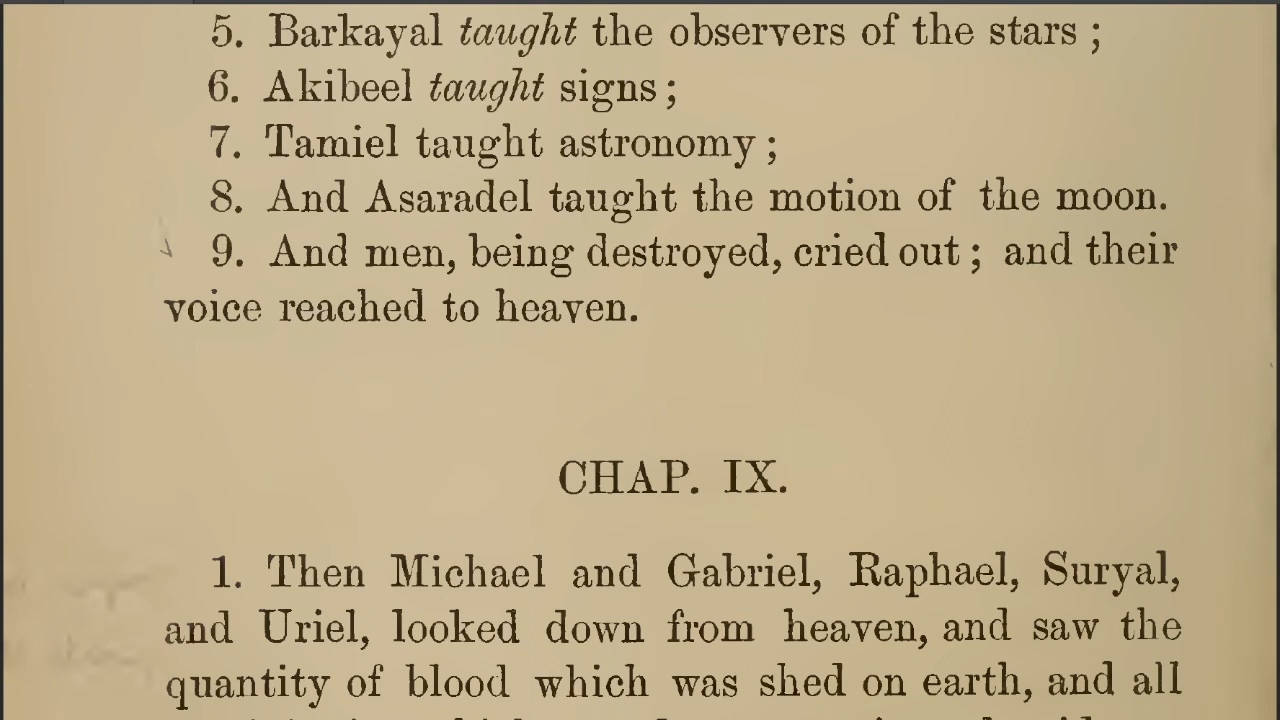 5. Barkayal taught the observers of the stars ;
6. Akibeel taught signs ;
7. Tamiel taught astronomy ;
8. And Asaradel taught the motion of the moon.
9. And men, being destroyed, cried out ; and their
voice reached to heaven.
CHAP. IX.
1. Then Michael and Gabriel, Raphael, Suryal,
and Uriel, looked down from heaven, and saw the
quantity of blood which was shed on earth, and all